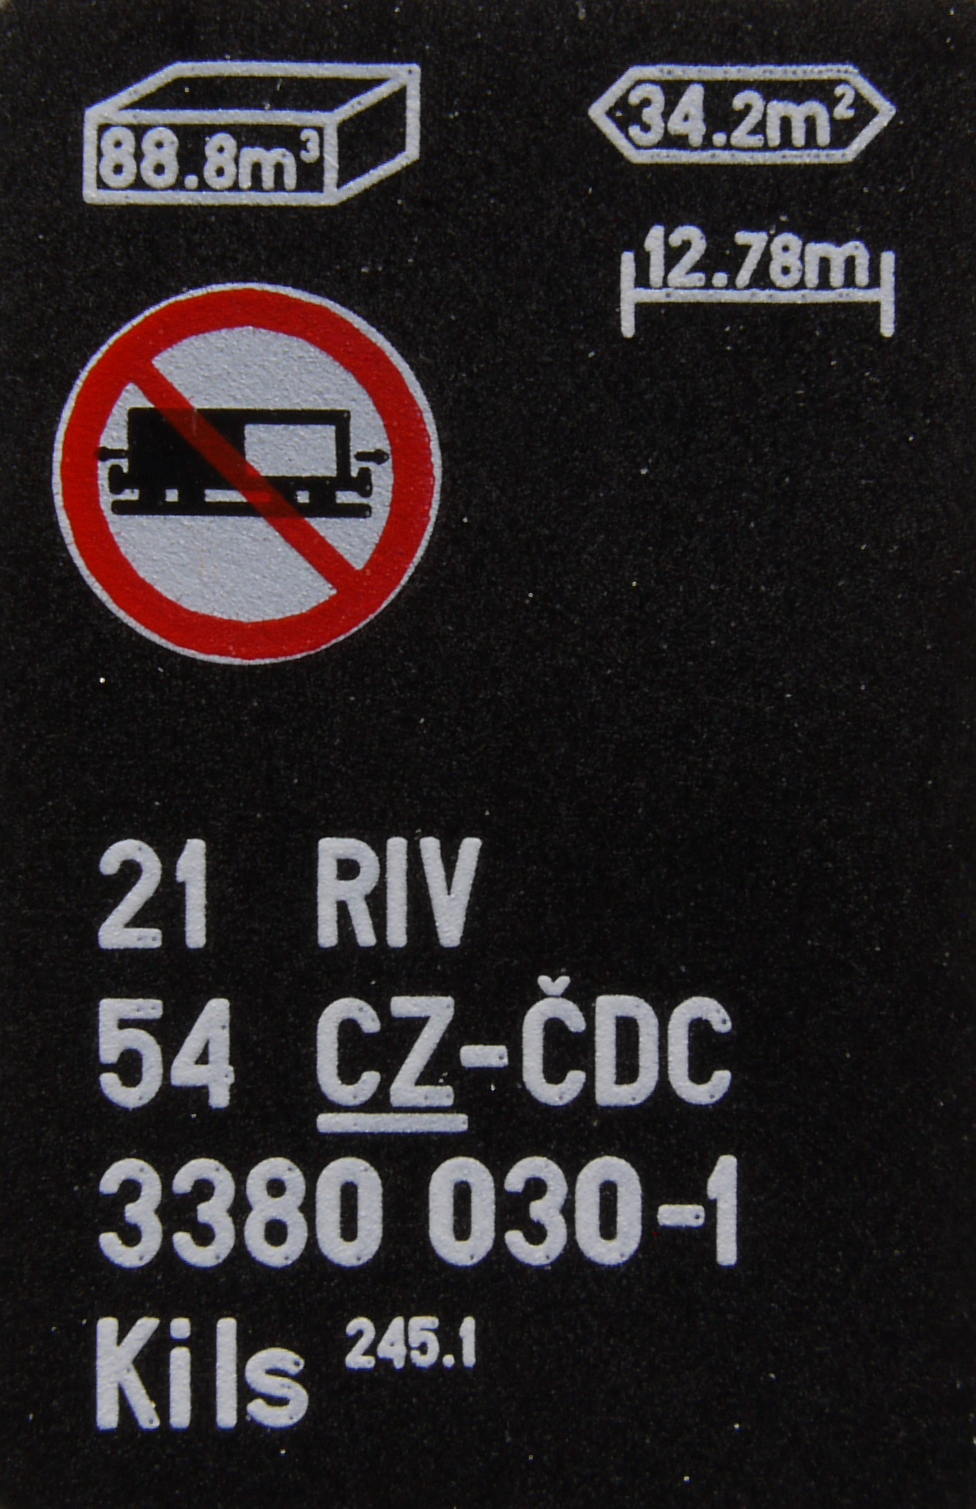 88.8m³
34.2m²
12.78m
21 RIV
54 CZ-ČDC
3380 030-1
Kils 245.1